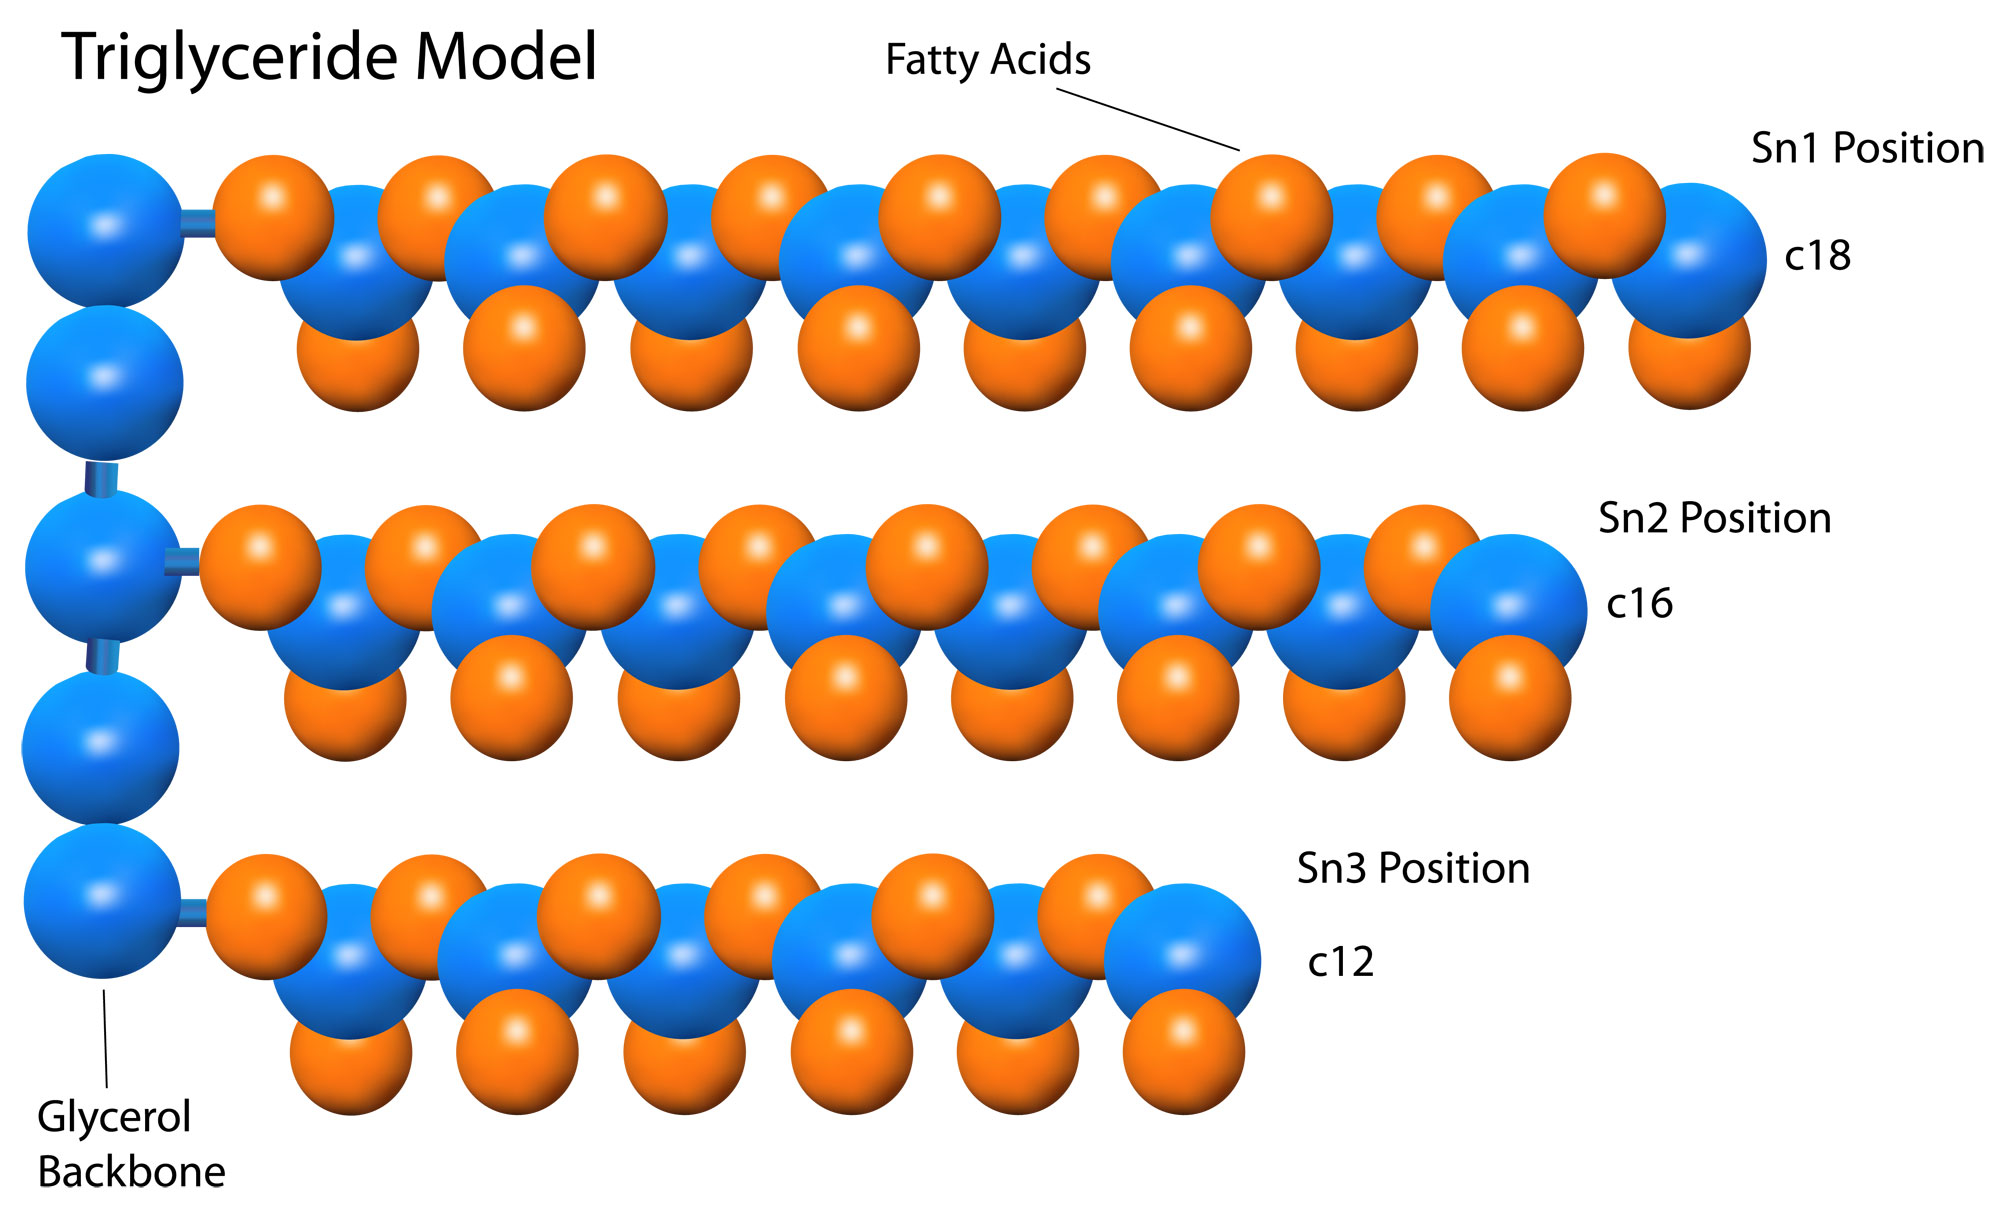 Triglyceride Model
Fatty Acids
Sn1 Position
c18
Sn2 Position
c16
Sn3 Position
c12
Glycerol
Backbone